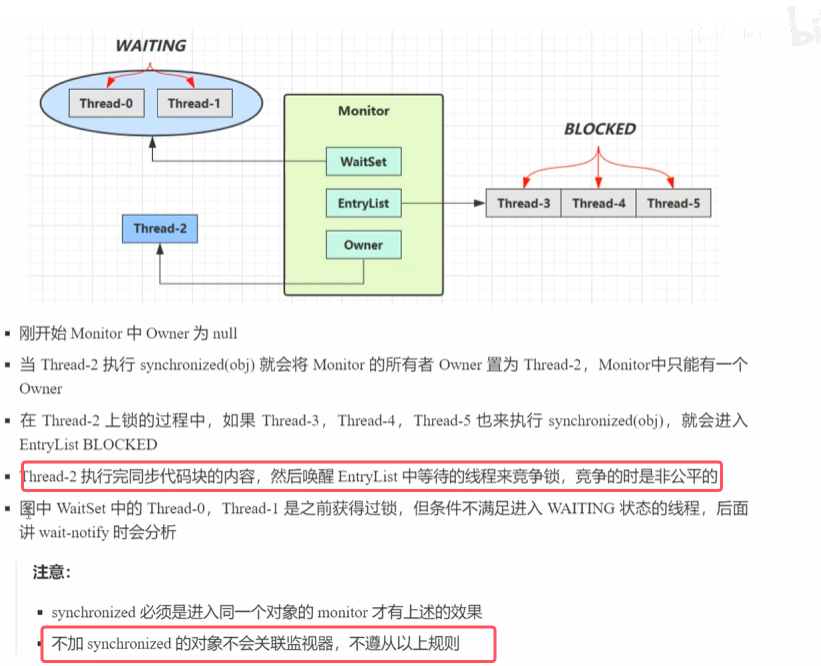 WAITING
Thread-0 Thread-1
Monitor
BLOCKED
WaitSet
EntryList
Thread-3 Thread-4 Thread-5
Thread-2
Owner
▪ 刚开始 Monitor 中 Owner 为 null
▪ 当 Thread-2 执行 synchronized(obj) 就会将 Monitor 的所有者 Owner 置为 Thread-2，Monitor中只能有一个
Owner
▪ 在 Thread-2 上锁的过程中，如果 Thread-3，Thread-4，Thread-5 也来执行 synchronized(obj)，就会进入
EntryList BLOCKED
▪ Thread-2 执行完同步代码块的内容，然后唤醒 EntryList 中等待的线程来竞争锁，竞争的时是非公平的
▪ 图中 WaitSet 中的 Thread-0，Thread-1 是之前获得过锁，但条件不满足进入 WAITING 状态的线程，后面
讲 wait-notify 时会分析
注意：
▪ synchronized 必须是进入同一个对象的 monitor 才有上述的效果
▪ 不加 synchronized 的对象不会关联监视器，不遵从以上规则